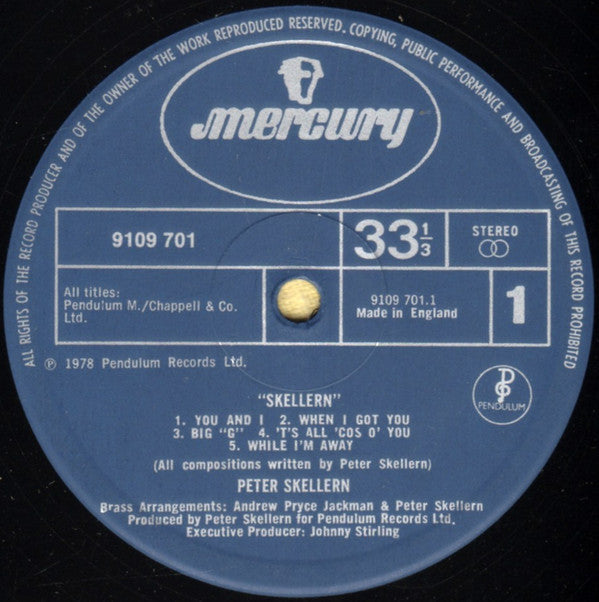 ALL RIGHTS OF THE RECORD PRODUCER AND OF THE OWNER OF THE WORK REPRODUCED RESERVED. COPYING, PUBLIC PERFORMANCE AND BROADCASTING OF THIS RECORD PROHIBITED
mercury
9109 701
33 1/3
STEREO
All titles:
Pendulum M./Chappell & Co.
Ltd.
9109 701.1
Made in England
1
℗ 1978 Pendulum Records Ltd.
"SKELLERN"
1. YOU AND I 2. WHEN I GOT YOU
3. BIG "G" 4. 'T'S ALL 'COS O' YOU
5. WHILE I'M AWAY
(All compositions written by Peter Skellern)
PENDULUM
PETER SKELLERN
Brass Arrangements: Andrew Pryce Jackman & Peter Skellern
Produced by Peter Skellern for Pendulum Records Ltd.
Executive Producer: Johnny Stirling